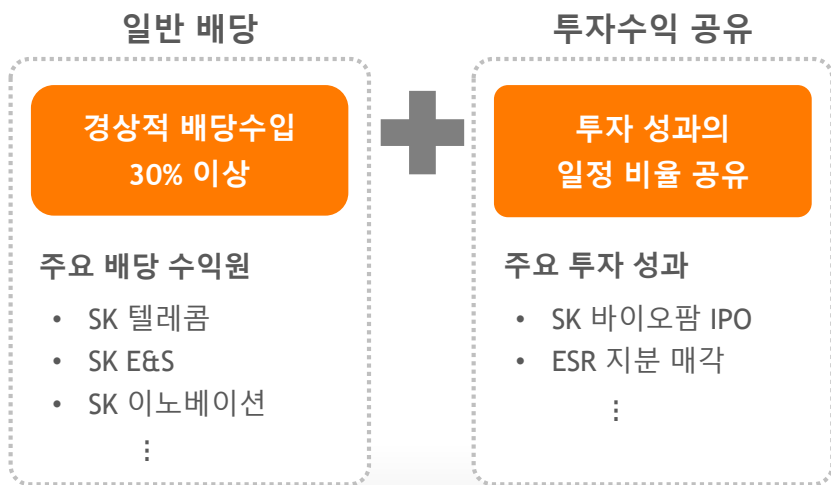 일반 배당
경상적 배당수입
30% 이상
주요 배당 수익원
• SK 텔레콤
• SK E&S
• SK 이노베이션
⋮
투자수익 공유
투자 성과의
일정 비율 공유
주요 투자 성과
• SK 바이오팜 IPO
• ESR 지분 매각
⋮